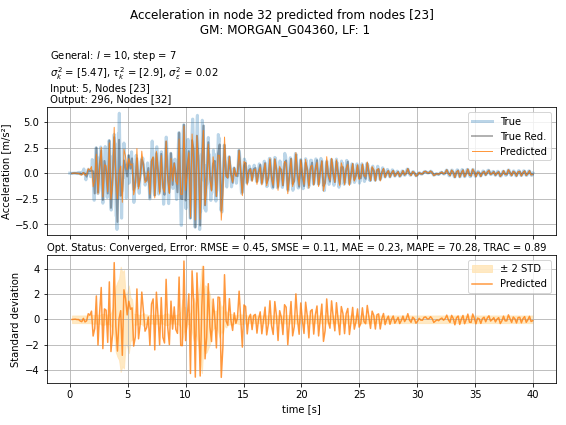 Acceleration in node 32 predicted from nodes [23]
GM: MORGAN_G04360, LF: 1
General: l = 10, step = 7
σ²ₖ = [5.47], τ²ₖ = [2.9], σ²ε = 0.02
Input: 5, Nodes [23]
Output: 296, Nodes [32]
Acceleration [m/s²]
5.0
2.5
0.0
−2.5
−5.0
True
True Red.
Predicted
Opt. Status: Converged, Error: RMSE = 0.45, SMSE = 0.11, MAE = 0.23, MAPE = 70.28, TRAC = 0.89
Standard deviation
4
2
0
−2
−4
± 2 STD
Predicted
0 5 10 15 20 25 30 35 40
time [s]